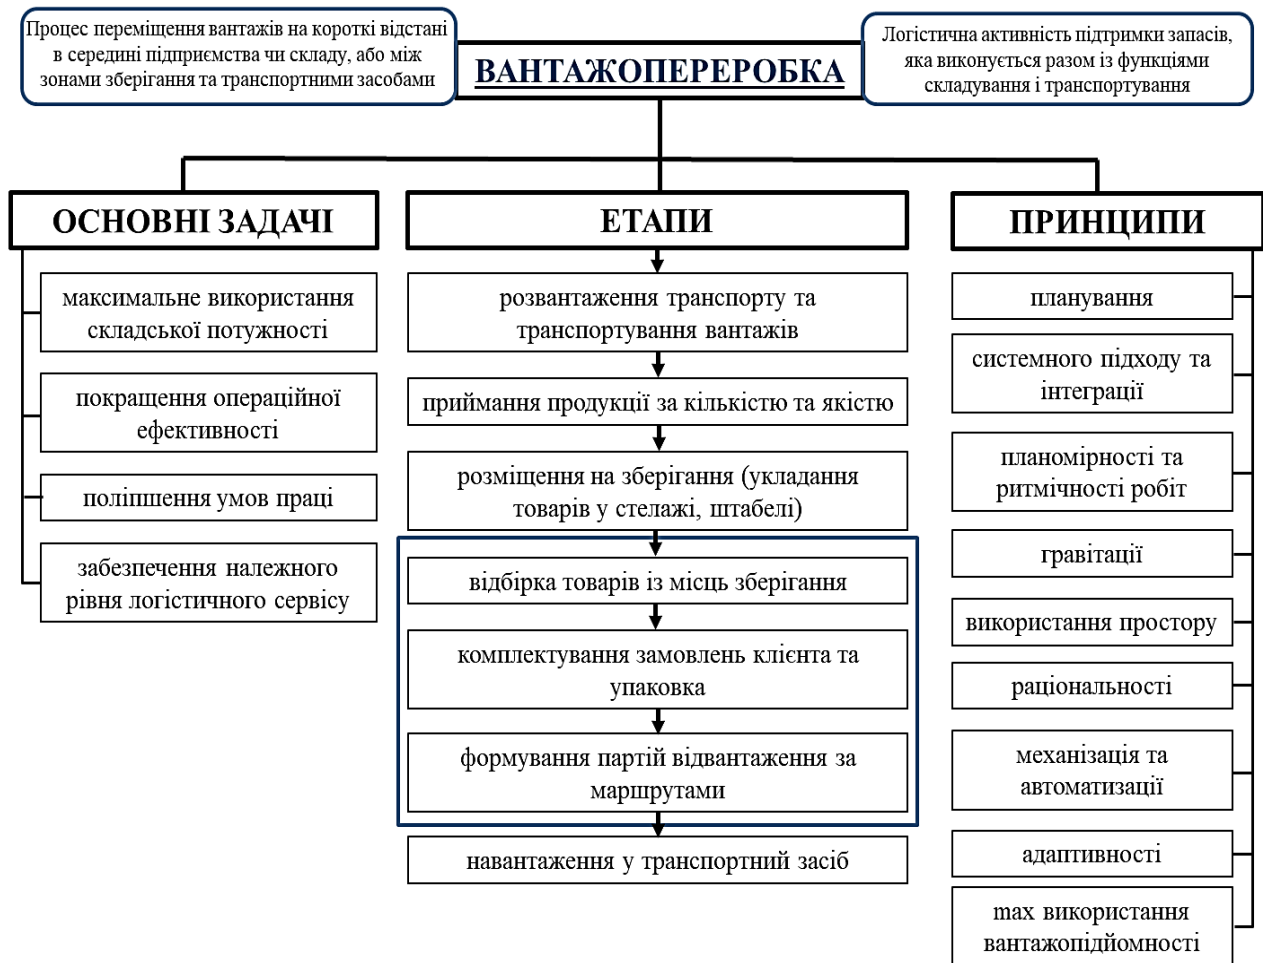 Процес переміщення вантажів на короткі відстані
в середині підприємства чи складу, або між
зонами зберігання та транспортними засобами
ВАНТАЖОПЕРЕРОБКА
Логістична активність підтримки запасів,
яка виконується разом із функціями
складування і транспортування
ОСНОВНІ ЗАДАЧІ
максимальне використання
складської потужності
покращення операційної
ефективності
поліпшення умов праці
забезпечення належного
рівня логістичного сервісу
ЕТАПИ
розвантаження транспорту та
транспортування вантажів
приймання продукції за кількістю та якістю
розміщення на зберігання (укладання
товарів у стелажі, штабелі)
відбірка товарів із місць зберігання
комплектування замовлень клієнта та
упаковка
формування партій відвантаження за
маршрутами
навантаження у транспортний засіб
ПРИНЦИПИ
планування
системного підходу та
інтеграції
планомірності та
ритмічності робіт
гравітації
використання простору
раціональності
механізація та
автоматизації
адаптивності
max використання
вантажопідйомності